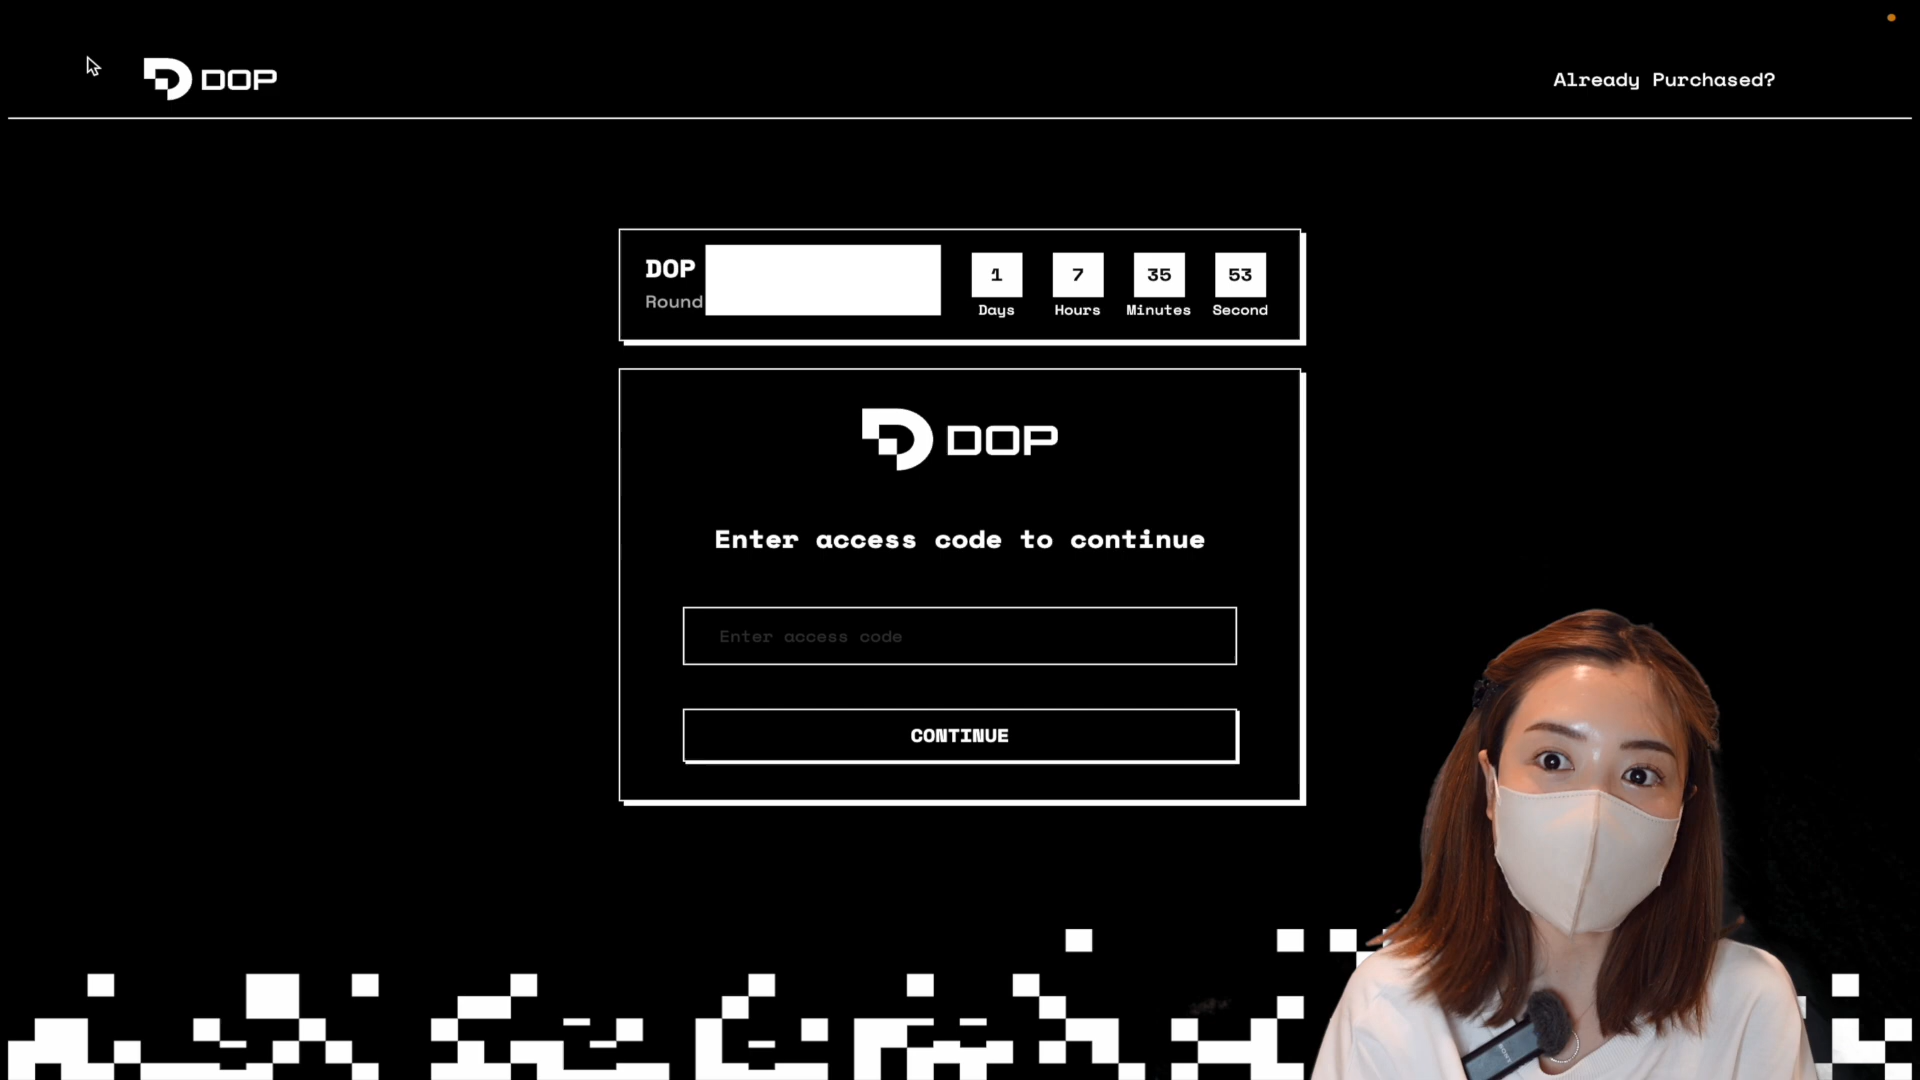 DOP
Already Purchased?
DOP
Round
1
7
35
53
Days
Hours
Minutes
Second
DOP
Enter access code to continue
Enter access code
CONTINUE
SONY